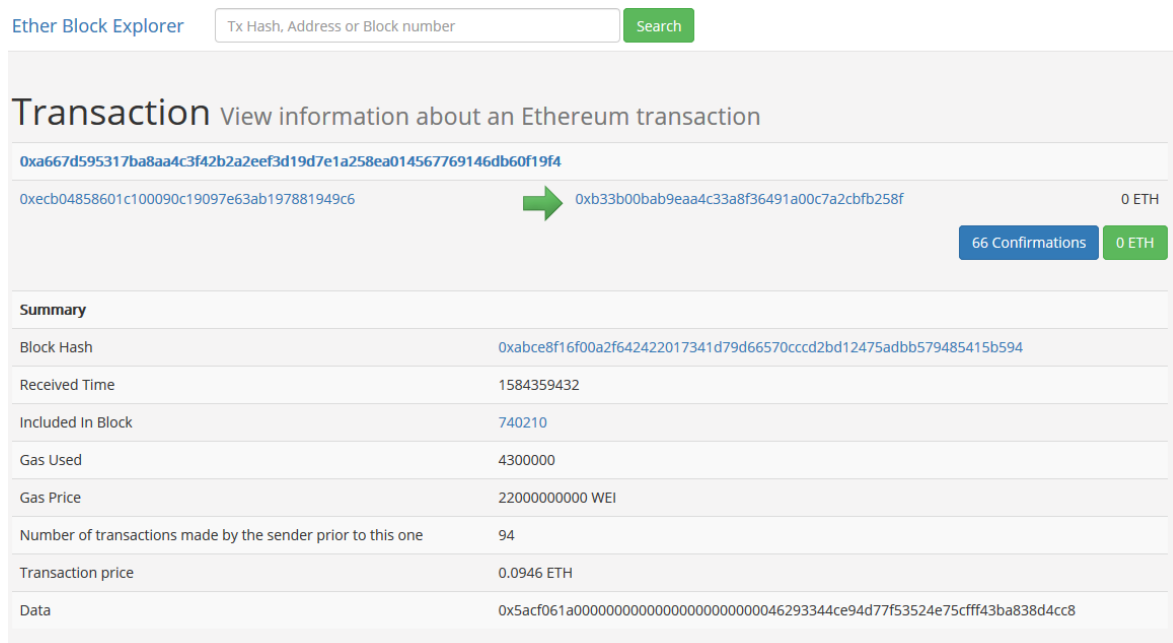 Ether Block Explorer Tx Hash, Address or Block number Search
Transaction View information about an Ethereum transaction
0xa667d595317ba8aa4c3f42b2a2eef3d19d7e1a258ea014567769146db60f19f4
0xecb04858601c100090c19097e63ab197881949c6 0xb33b00bab9eaa4c33a8f36491a00c7a2cbfb258f 0 ETH
66 Confirmations 0 ETH
Summary
Block Hash 0xabce8f16f00a2f642422017341d79d66570cccd2bd12475adbb579485415b594
Received Time 1584359432
Included In Block 740210
Gas Used 4300000
Gas Price 22000000000 WEI
Number of transactions made by the sender prior to this one 94
Transaction price 0.0946 ETH
Data 0x5acf061a00000000000000000000000046293344ce94d77f53524e75cfff43ba838d4cc8